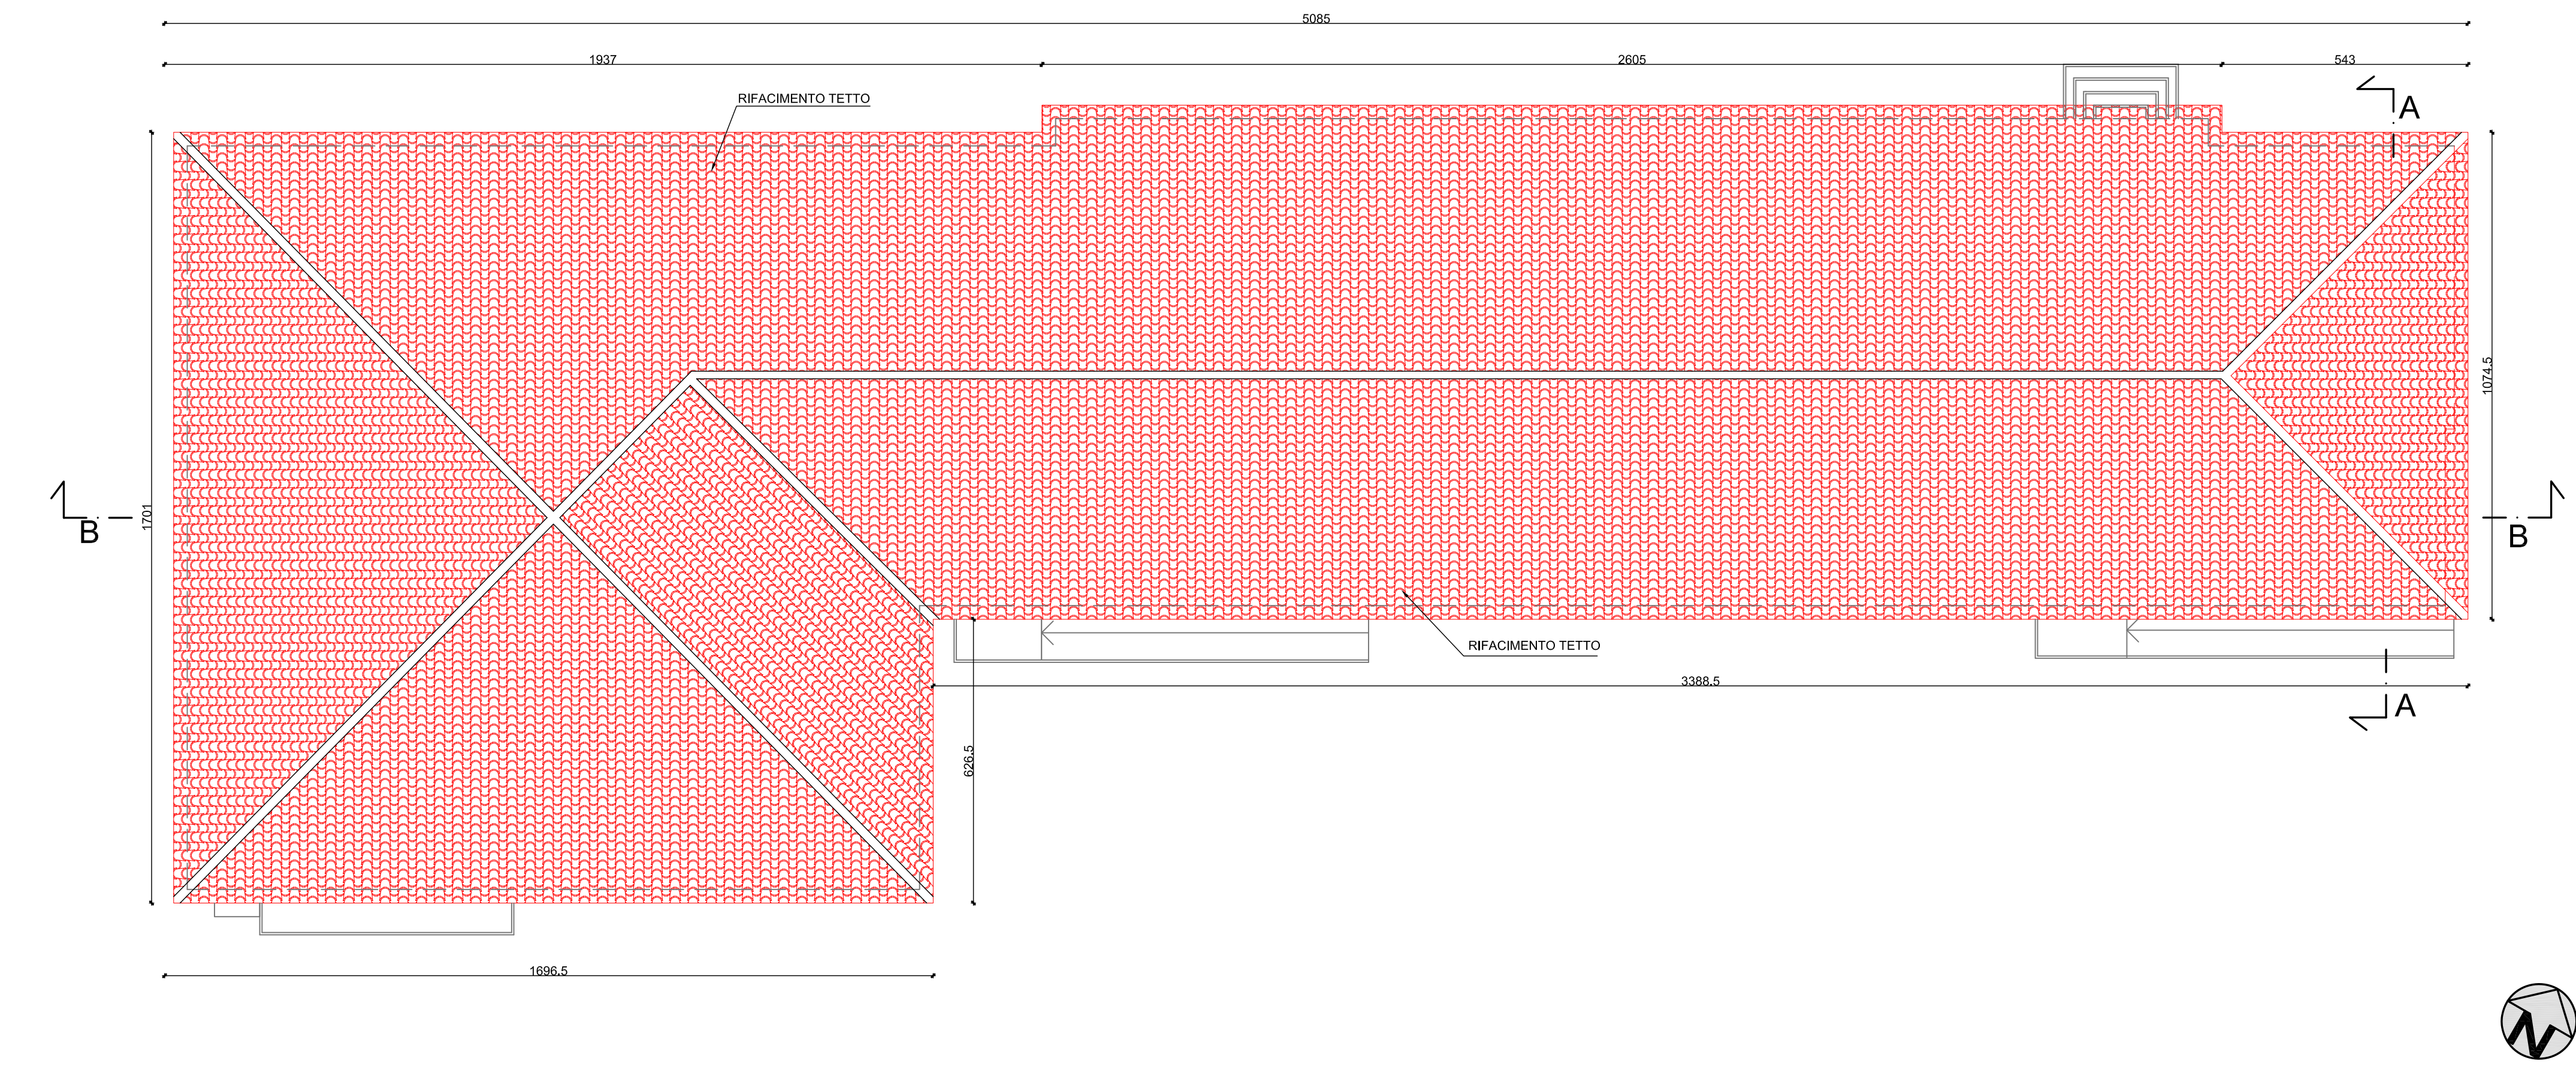 5085
1937
2605
543
RIFACIMENTO TETTO
A
1074.5
1701
B
B
RIFACIMENTO TETTO
3388.5
A
626.5
1696.5
N